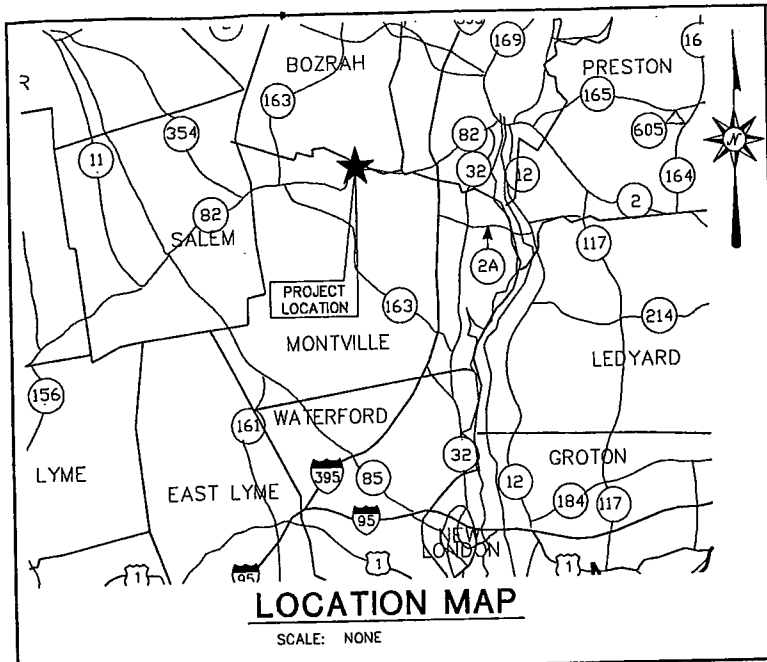 169
16
BOZRAH
PRESTON
R
163
165
354
82
605
11
32
12
164
82
2
SALEM
117
2A
PROJECT
LOCATION
163
214
MONTVILLE
LEDYARD
156
WATERFORD
161
32
GROTON
LYME
395
85
12
EAST LYME
184
117
95
NEW
LONDON
1
1
1
95
N
LOCATION MAP
SCALE: NONE